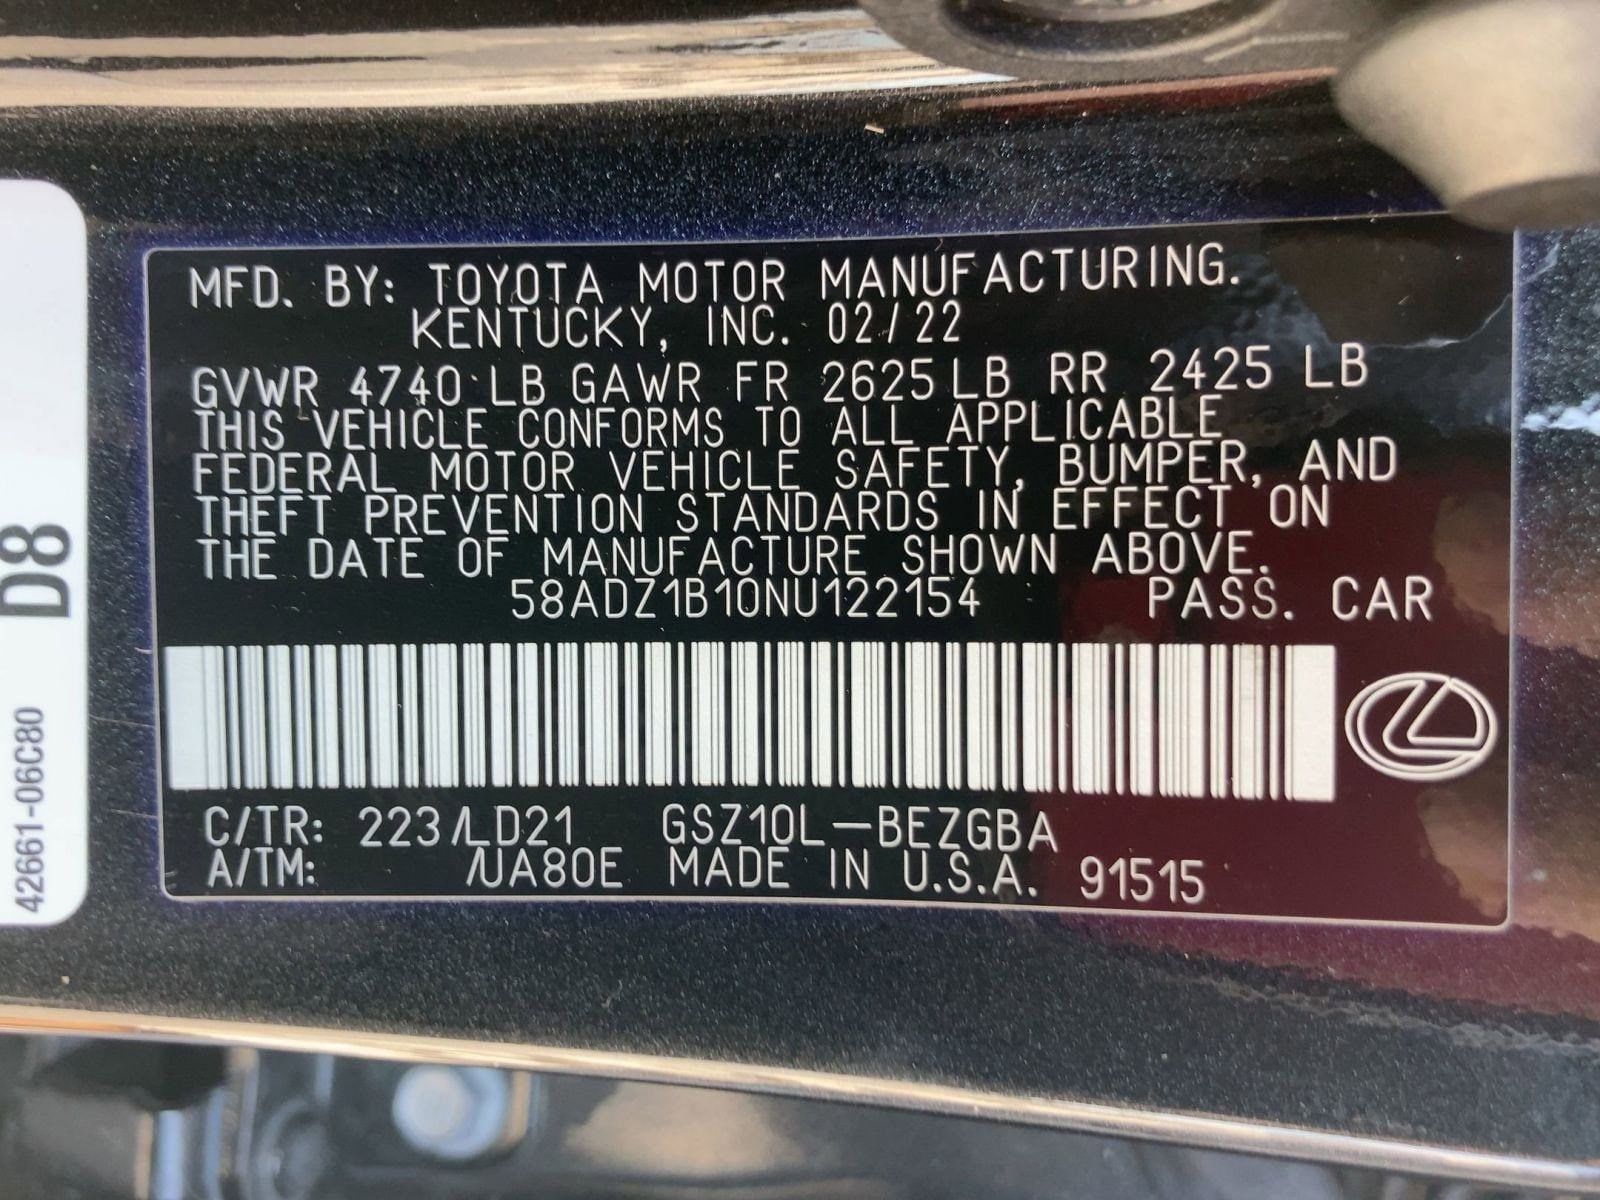 MFD. BY: TOYOTA MOTOR MANUFACTURING.
KENTUCKY, INC. 02/22
GVWR 4740 LB GAWR FR 2625 LB RR 2425 LB
THIS VEHICLE CONFORMS TO ALL APPLICABLE
FEDERAL MOTOR VEHICLE SAFETY, BUMPER, AND
THEFT PREVENTION STANDARDS IN EFFECT ON
THE DATE OF MANUFACTURE SHOWN ABOVE.
58ADZ1B10NU122154 PASS. CAR
C/TR: 223/LD21 GSZ10L-BEZGBA
A/TM: /UA80E MADE IN U.S.A. 91515
D8
42661-06C80